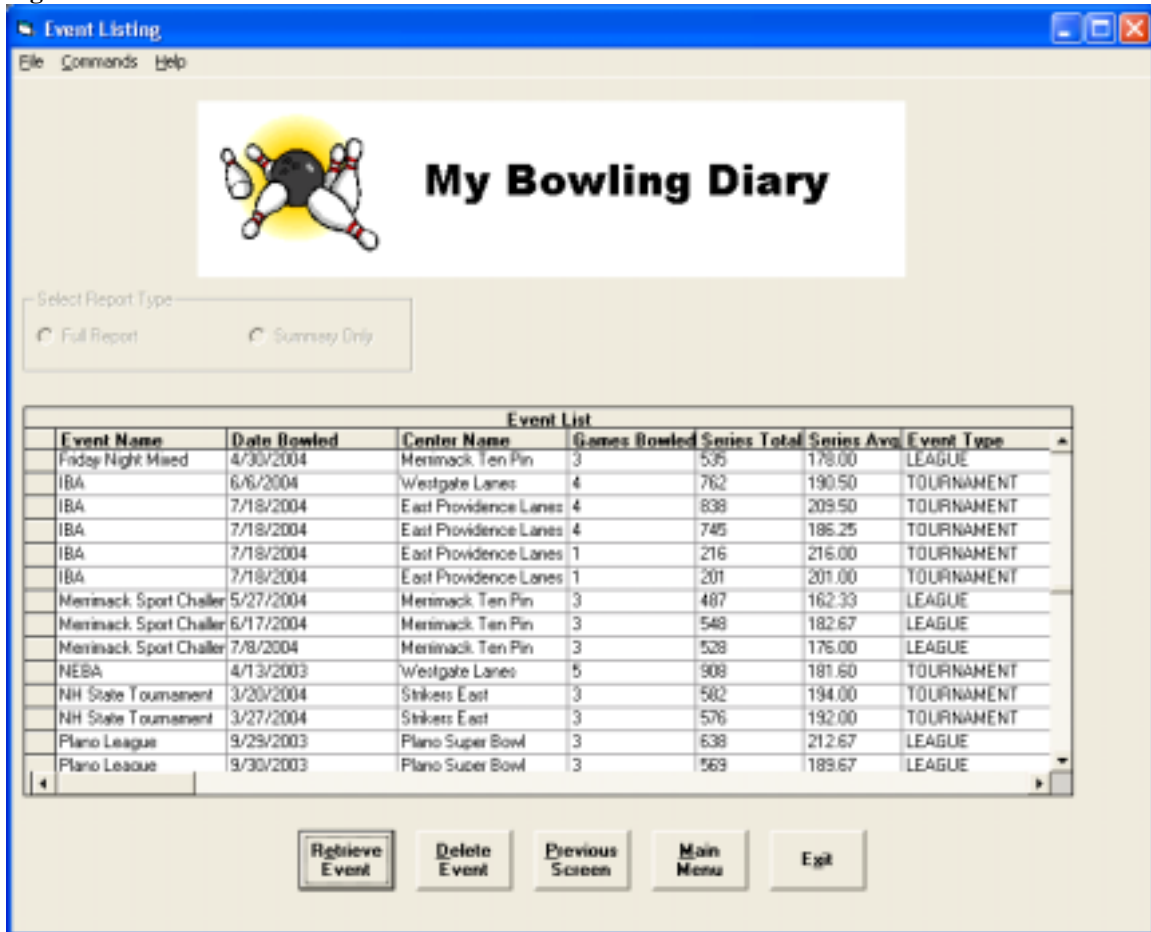 Event Listing
File Commands Help
My Bowling Diary
Select Report Type
Full Report Summary Only
Event List
Event Name Date Bowled Center Name Games Bowled Series Total Series Avg Event Type
Friday Night Mixed 4/30/2004 Merrimack Ten Pin 3 535 178.00 LEAGUE
IBA 6/6/2004 Westgate Lanes 4 762 190.50 TOURNAMENT
IBA 7/18/2004 East Providence Lanes 4 838 209.50 TOURNAMENT
IBA 7/18/2004 East Providence Lanes 4 745 186.25 TOURNAMENT
IBA 7/18/2004 East Providence Lanes 1 216 216.00 TOURNAMENT
IBA 7/18/2004 East Providence Lanes 1 201 201.00 TOURNAMENT
Merrimack Sport Challer 5/27/2004 Merrimack Ten Pin 3 487 162.33 LEAGUE
Merrimack Sport Challer 6/17/2004 Merrimack Ten Pin 3 548 182.67 LEAGUE
Merrimack Sport Challer 7/8/2004 Merrimack Ten Pin 3 528 176.00 LEAGUE
NEBA 4/13/2003 Westgate Lanes 5 908 181.60 TOURNAMENT
NH State Tournament 3/20/2004 Strikers East 3 582 194.00 TOURNAMENT
NH State Tournament 3/27/2004 Strikers East 3 576 192.00 TOURNAMENT
Plano League 9/29/2003 Plano Super Bowl 3 638 212.67 LEAGUE
Plano League 9/30/2003 Plano Super Bowl 3 569 189.67 LEAGUE
Retrieve Event Delete Event Previous Screen Main Menu Exit